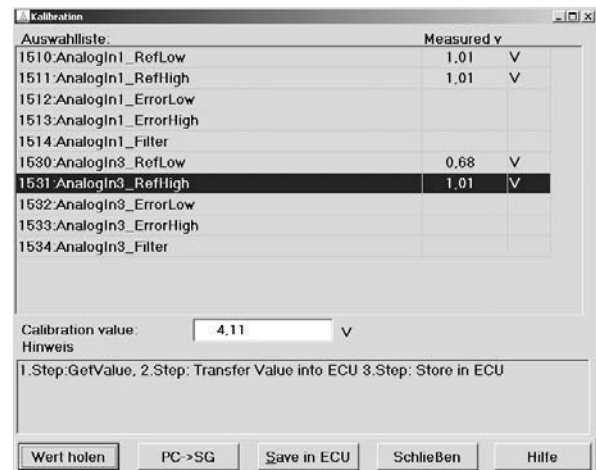 Kalibration
Auswahlliste: Measured v
1510:AnalogIn1_RefLow 1,01 V
1511:AnalogIn1_RefHigh 1,01 V
1512:AnalogIn1_ErrorLow
1513:AnalogIn1_ErrorHigh
1514:AnalogIn1_Filter
1530:AnalogIn3_RefLow 0,68 V
1531:AnalogIn3_RefHigh 1,01 V
1532:AnalogIn3_ErrorLow
1533:AnalogIn3_ErrorHigh
1534:AnalogIn3_Filter
Calibration value: 4,11 V
Hinweis
1.Step:GetValue, 2.Step: Transfer Value into ECU 3.Step: Store in ECU
Wert holen PC->SG Save in ECU Schließen Hilfe